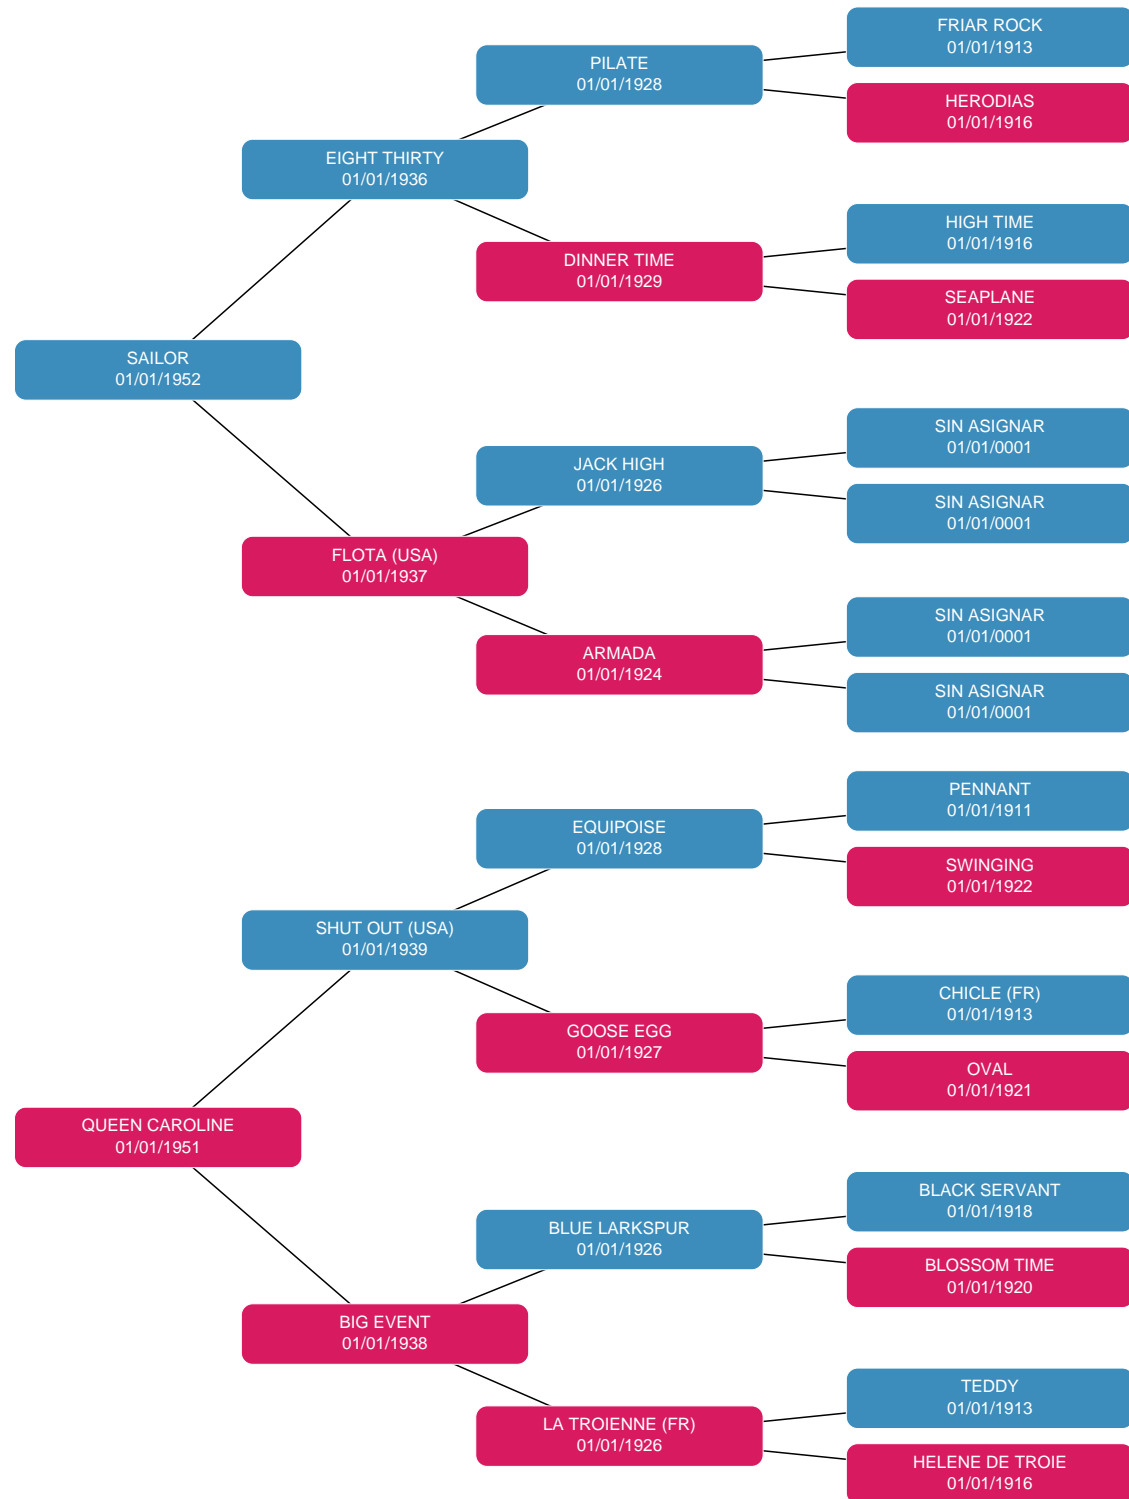 FRIAR ROCK
01/01/1913
PILATE
01/01/1928
HERODIAS
01/01/1916
EIGHT THIRTY
01/01/1936
HIGH TIME
01/01/1916
DINNER TIME
01/01/1929
SEAPLANE
01/01/1922
SAILOR
01/01/1952
SIN ASIGNAR
01/01/0001
JACK HIGH
01/01/1926
SIN ASIGNAR
01/01/0001
FLOTA (USA)
01/01/1937
SIN ASIGNAR
01/01/0001
ARMADA
01/01/1924
SIN ASIGNAR
01/01/0001
PENNANT
01/01/1911
EQUIPOISE
01/01/1928
SWINGING
01/01/1922
SHUT OUT (USA)
01/01/1939
CHICLE (FR)
01/01/1913
GOOSE EGG
01/01/1927
OVAL
01/01/1921
QUEEN CAROLINE
01/01/1951
BLACK SERVANT
01/01/1918
BLUE LARKSPUR
01/01/1926
BLOSSOM TIME
01/01/1920
BIG EVENT
01/01/1938
TEDDY
01/01/1913
LA TROIENNE (FR)
01/01/1926
HELENE DE TROIE
01/01/1916